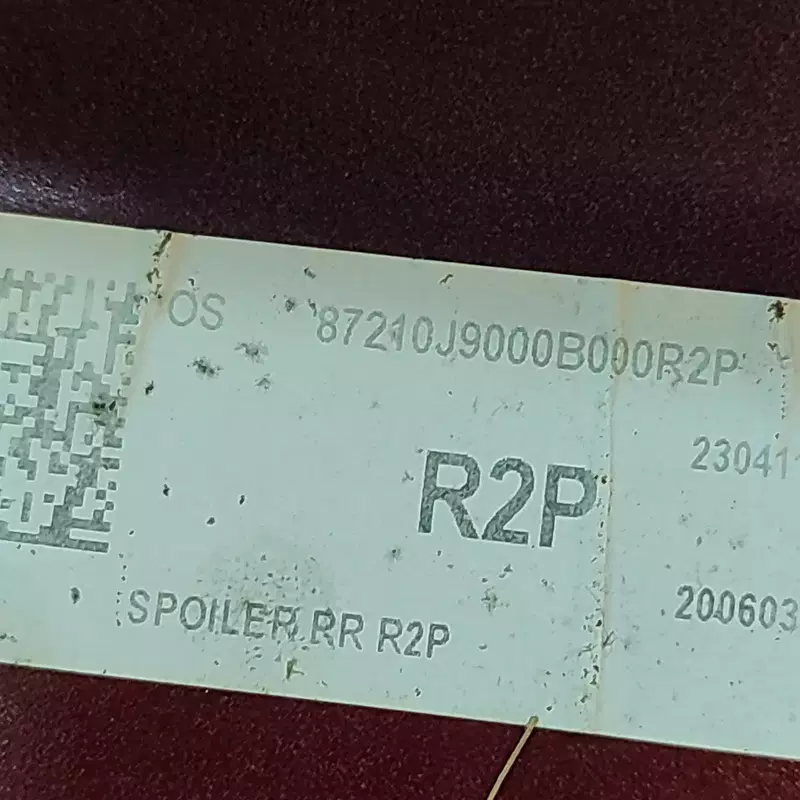 OS 87210J9000B000R2P
R2P
230411
SPOILER RR R2P
200603